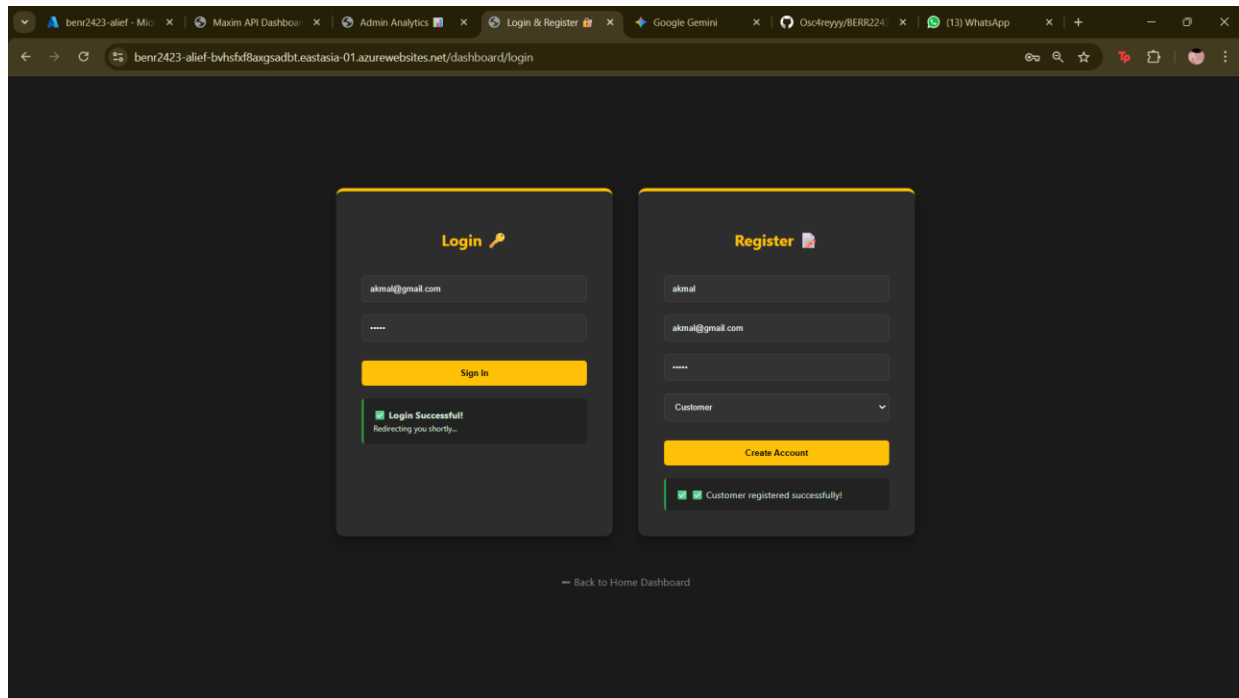 benr2423-alief - Mic
Maxim API Dashboar
Admin Analytics 📊
Login & Register 🔐
Google Gemini
Osc4reyyy/BERR2243
(13) WhatsApp
benr2423-alief-bvhsfxf8axgsadbt.eastasia-01.azurewebsites.net/dashboard/login
Tp
Login 🔑
akmal@gmail.com
•••••
Sign In
✅ Login Successful!
Redirecting you shortly...
Register 📝
akmal
akmal@gmail.com
•••••
Customer
Create Account
✅ ✅ Customer registered successfully!
⬅ Back to Home Dashboard